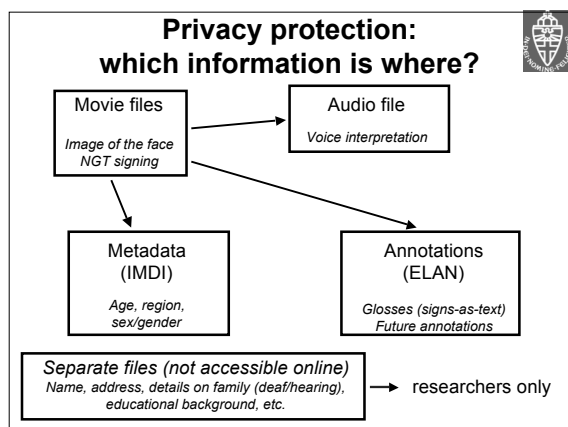 Privacy protection:
which information is where?
Movie files
Image of the face
NGT signing
Audio file
Voice interpretation
Metadata
(IMDI)
Age, region,
sex/gender
Annotations
(ELAN)
Glosses (signs-as-text)
Future annotations
Separate files (not accessible online)
Name, address, details on family (deaf/hearing),
educational background, etc.
researchers only